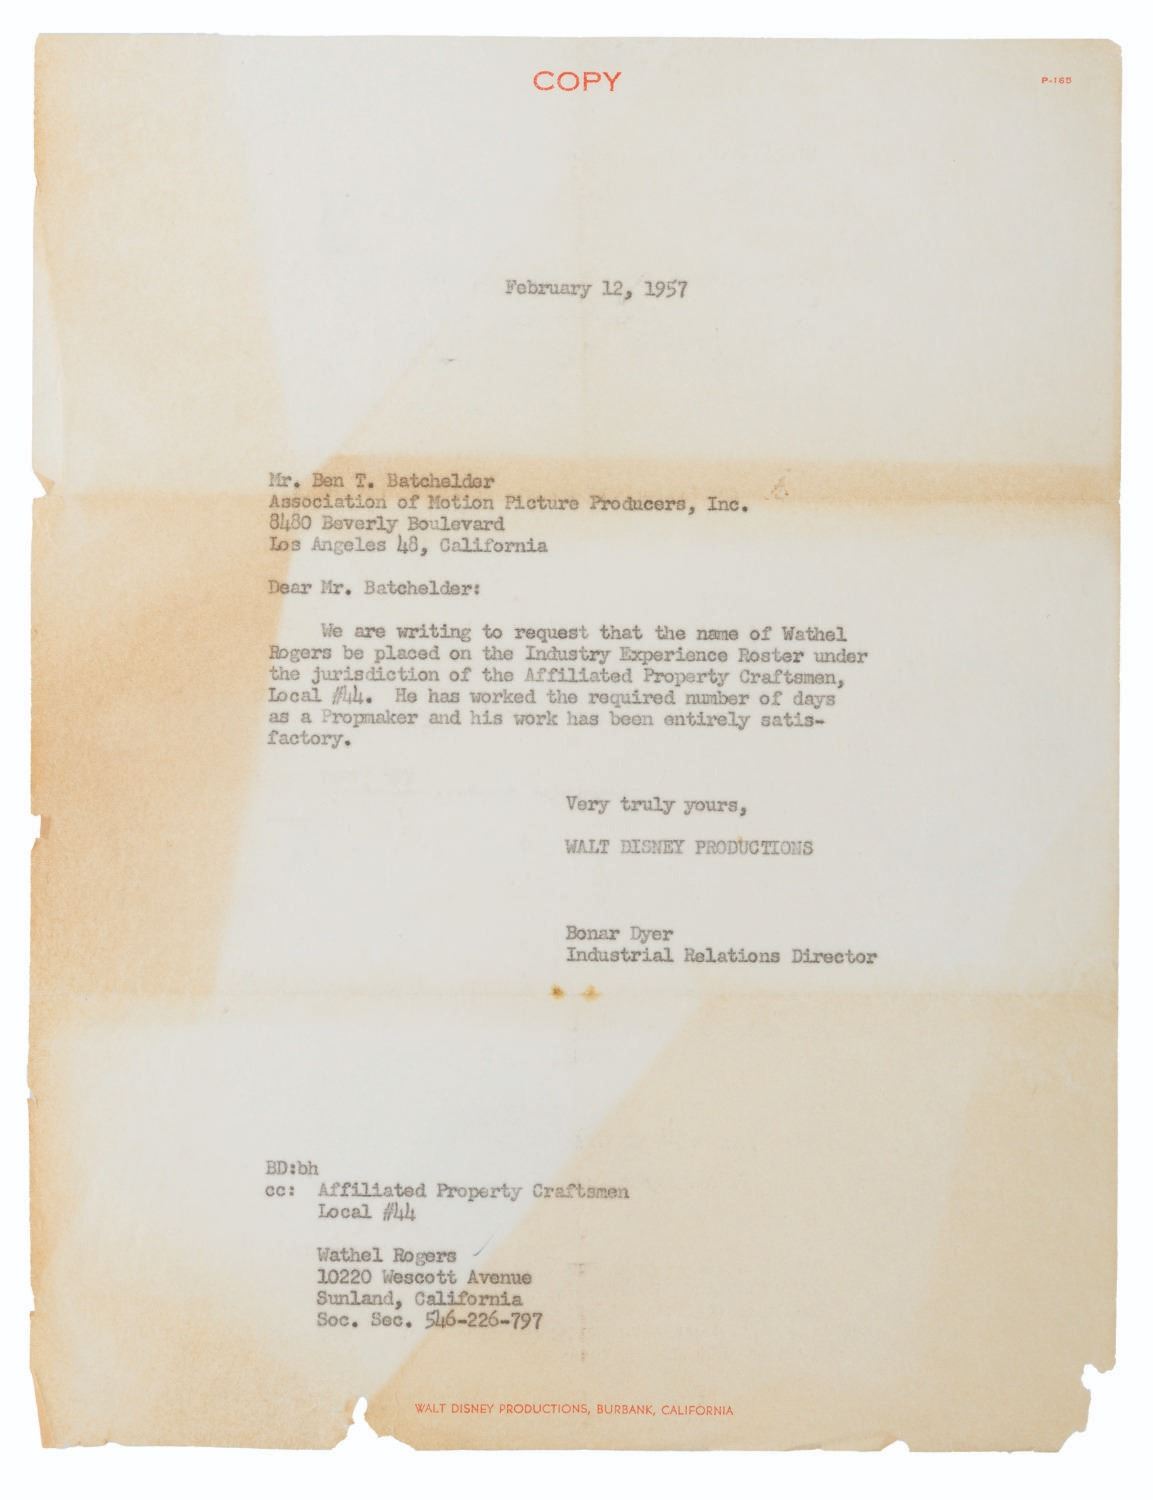 COPY
P-165
February 12, 1957
Mr. Ben T. Batchelder
Association of Motion Picture Producers, Inc.
8480 Beverly Boulevard
Los Angeles 48, California
Dear Mr. Batchelder:
We are writing to request that the name of Wathel
Rogers be placed on the Industry Experience Roster under
the jurisdiction of the Affiliated Property Craftsmen,
Local #44. He has worked the required number of days
as a Propmaker and his work has been entirely satis-
factory.
Very truly yours,
WALT DISNEY PRODUCTIONS
Bonar Dyer
Industrial Relations Director
BD:bh
cc: Affiliated Property Craftsmen
Local #44
Wathel Rogers
10220 Wescott Avenue
Sunland, California
Soc. Sec. 546-226-797
WALT DISNEY PRODUCTIONS, BURBANK, CALIFORNIA